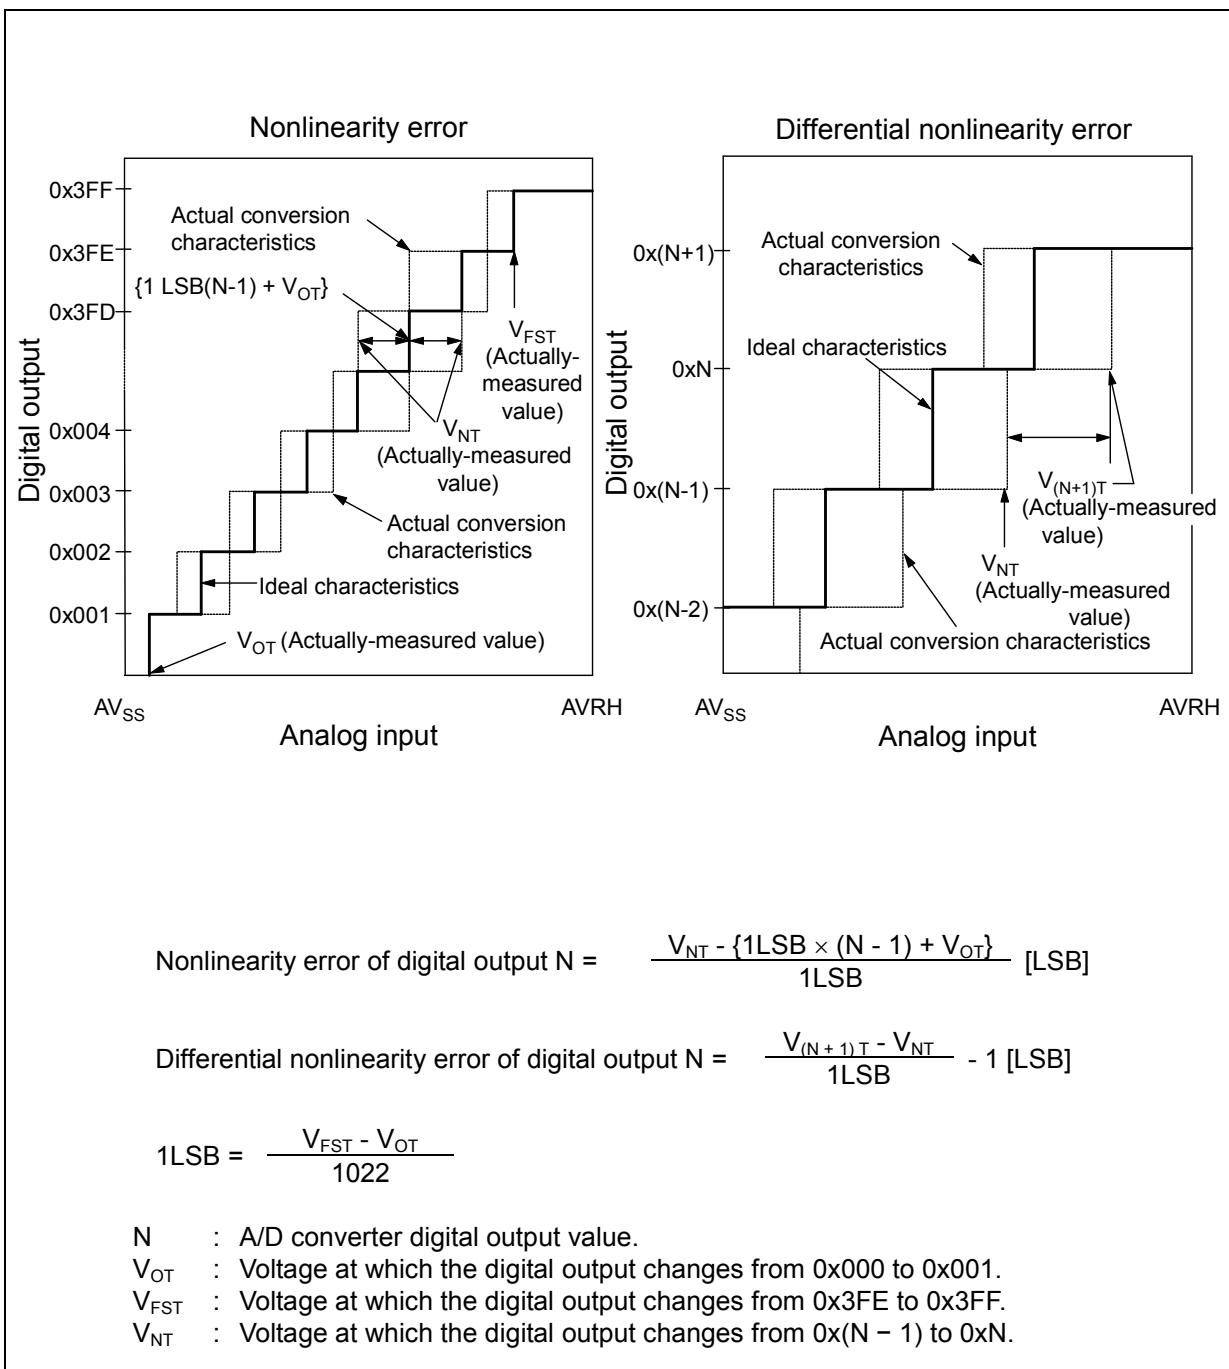 Nonlinearity error
0x3FF
0x3FE
0x3FD
0x004
0x003
0x002
0x001
Digital output
Actual conversion
characteristics
{1 LSB(N-1) + VOT}
VFST
(Actually-
measured
value)
VNT
(Actually-measured
value)
Actual conversion
characteristics
Ideal characteristics
VOT (Actually-measured value)
AVSS
AVRH
Analog input
Differential nonlinearity error
0x(N+1)
0xN
0x(N-1)
0x(N-2)
Digital output
Actual conversion
characteristics
Ideal characteristics
V(N+1)T
(Actually-measured
value)
VNT
(Actually-measured
value)
Actual conversion characteristics
AVSS
AVRH
Analog input
Nonlinearity error of digital output N = VNT - {1LSB × (N - 1) + VOT} / 1LSB [LSB]
Differential nonlinearity error of digital output N = V(N + 1) T - VNT / 1LSB - 1 [LSB]
1LSB = VFST - VOT / 1022
N : A/D converter digital output value.
VOT : Voltage at which the digital output changes from 0x000 to 0x001.
VFST : Voltage at which the digital output changes from 0x3FE to 0x3FF.
VNT : Voltage at which the digital output changes from 0x(N − 1) to 0xN.